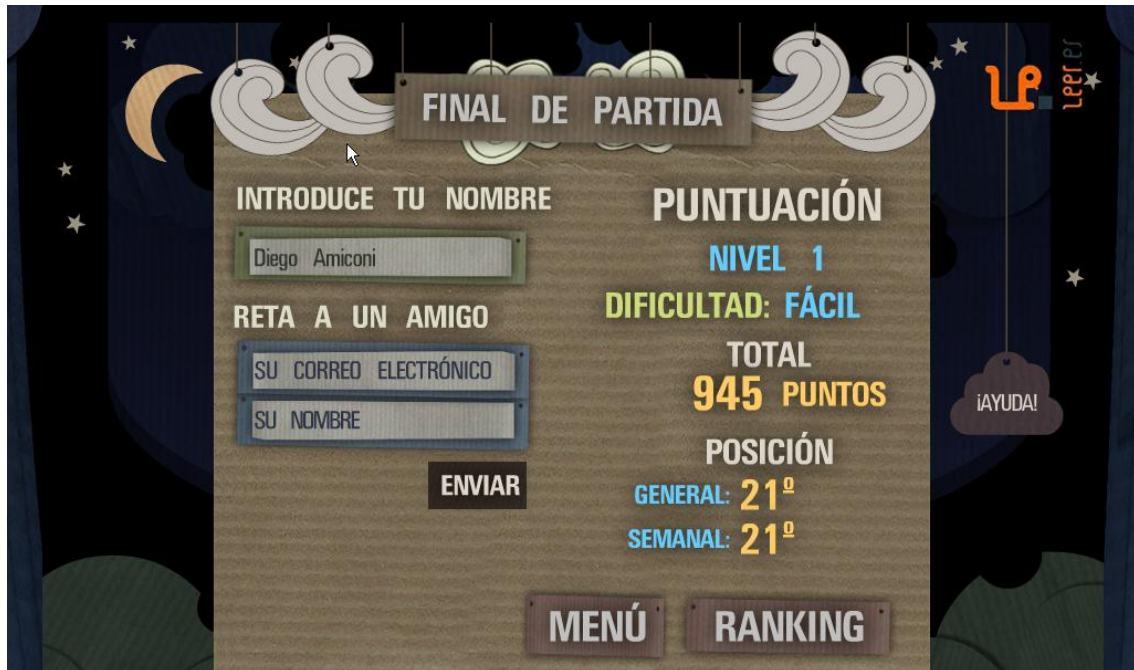 FINAL DE PARTIDA
leer.es
INTRODUCE TU NOMBRE
Diego Amiconi
RETA A UN AMIGO
SU CORREO ELECTRÓNICO
SU NOMBRE
ENVIAR
PUNTUACIÓN
NIVEL 1
DIFICULTAD: FÁCIL
TOTAL
945 PUNTOS
POSICIÓN
GENERAL: 21º
SEMANAL: 21º
¡AYUDA!
MENÚ
RANKING